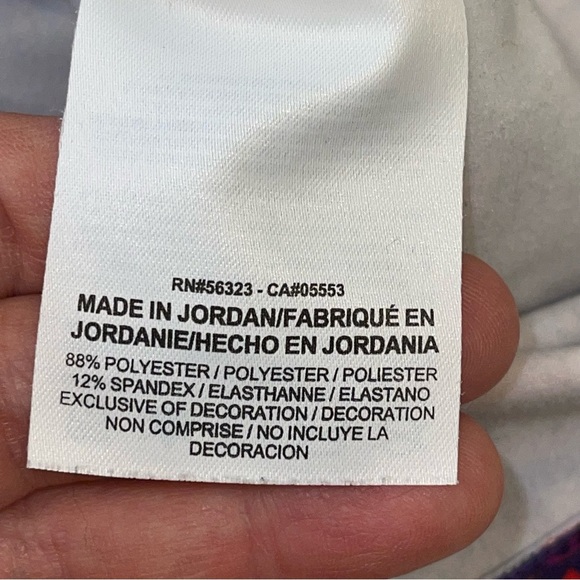 RN#56323 - CA#05553
MADE IN JORDAN/FABRIQUÉ EN
JORDANIE/HECHO EN JORDANIA
88% POLYESTER / POLYESTER / POLIESTER
12% SPANDEX / ELASTHANNE / ELASTANO
EXCLUSIVE OF DECORATION / DECORATION
NON COMPRISE / NO INCLUYE LA
DECORACION